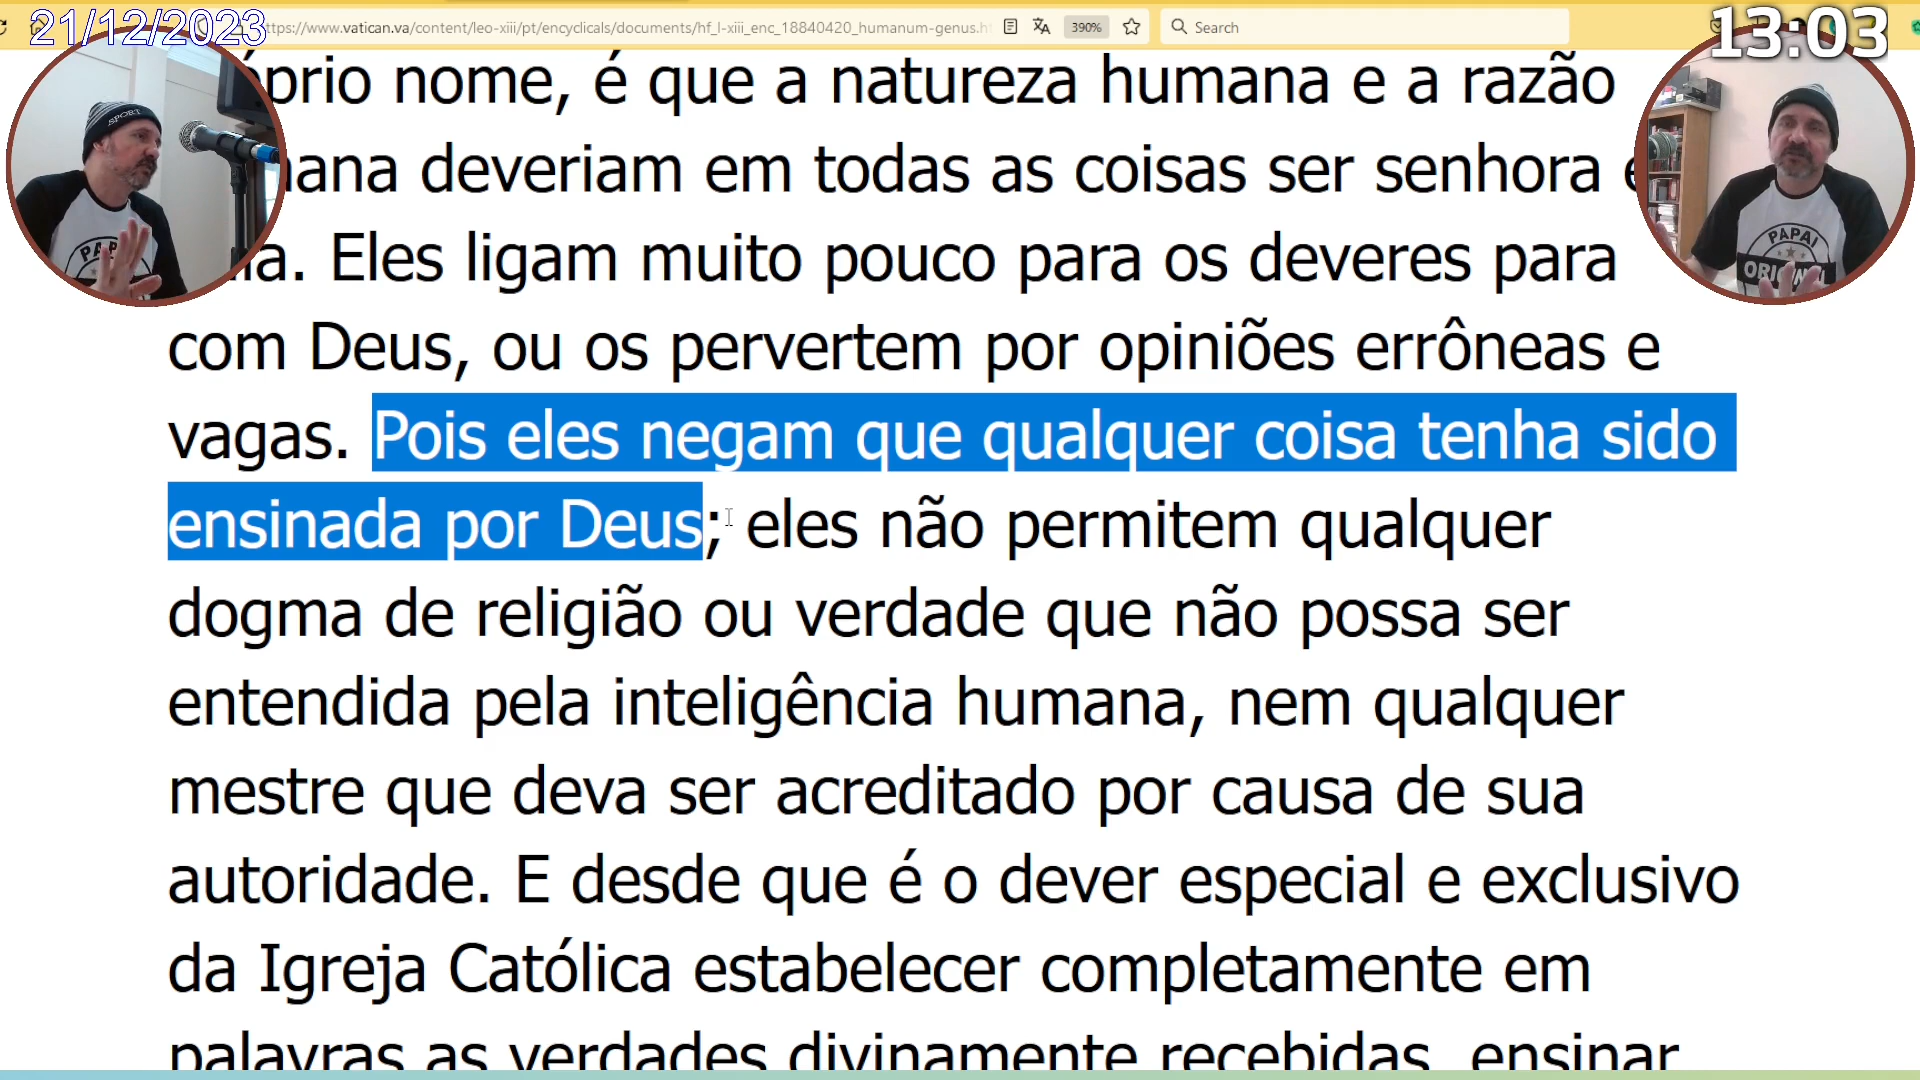 21/12/2023
ttps://www.vatican.va/content/leo-xiii/pt/encyclicals/documents/hf_l-xiii_enc_18840420_humanum-genus.h
390%
Search
13:03
óprio nome, é que a natureza humana e a razão
ana deveriam em todas as coisas ser senhora e
ia. Eles ligam muito pouco para os deveres para
com Deus, ou os pervertem por opiniões errôneas e
vagas. Pois eles negam que qualquer coisa tenha sido
ensinada por Deus; eles não permitem qualquer
dogma de religião ou verdade que não possa ser
entendida pela inteligência humana, nem qualquer
mestre que deva ser acreditado por causa de sua
autoridade. E desde que é o dever especial e exclusivo
da Igreja Católica estabelecer completamente em
palavras as verdades divinamente recebidas, ensinar
SPORT
PAPAI
ORIGINAL